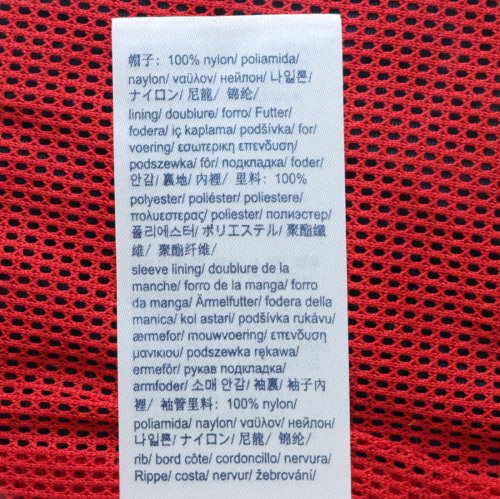 帽子: 100% nylon/ poliamida/
naylon/ ναϋλον/ нейлон/ 나일론/
ナイロン/ 尼龍/ 锦纶/
lining/ doublure/ forro/ Futter/
fodera/ iç kaplama/ podšívka/ for/
voering/ εσωτερικη επενδυση/
podszewka/ fôr/ подкладка/ foder/
안감/ 裏地/ 內裡/ 里料: 100%
polyester/ poliéster/ poliestere/
πολυεστερας/ poliester/ полиэстер/
폴리에스터/ ポリエステル/ 聚酯纖
維/ 聚酯纤维/
sleeve lining/ doublure de la
manche/ forro de la manga/ forro
da manga/ Ärmelfutter/ fodera della
manica/ kol astari/ podšívka rukávu/
ærmefor/ mouwvoering/ επενδυση
μανικιου/ podszewka rękawa/
ermefôr/ рукав подкладка/
armfoder/ 소매 안감/ 袖裏/ 袖子內
裡/ 袖管里料: 100% nylon/
poliamida/ naylon/ ναϋλον/ нейлон/
나일론/ ナイロン/ 尼龍/ 锦纶/
rib/ bord côte/ cordoncillo/ nervura/
Rippe/ costa/ nervur/ žebrování/